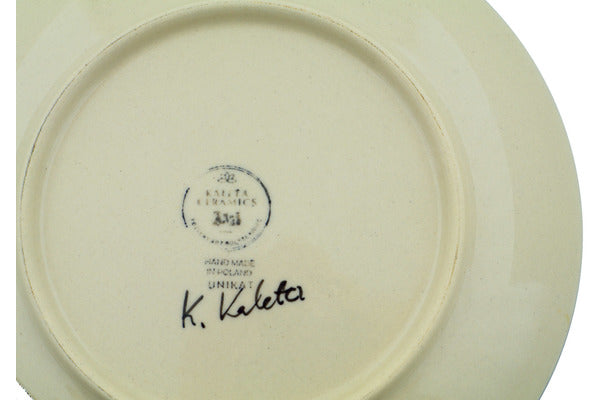 KALETA
CERAMICS
HAND MADE
IN POLAND
UNIKAT
K. Kaleta